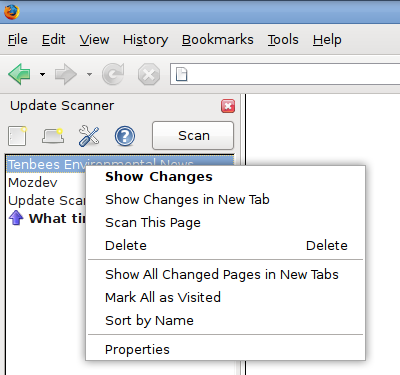 File Edit View History Bookmarks Tools Help
Update Scanner
Scan
Tenbees Environmental News
Mozdev
Update Scan
What ti
Show Changes
Show Changes in New Tab
Scan This Page
Delete Delete
Show All Changed Pages in New Tabs
Mark All as Visited
Sort by Name
Properties